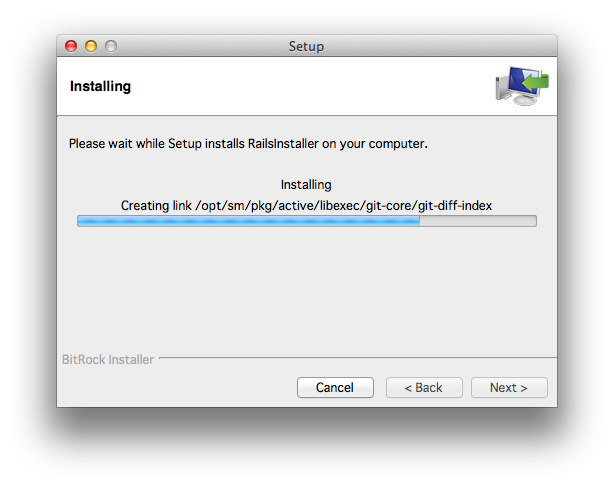 Setup
Installing
Please wait while Setup installs RailsInstaller on your computer.
Installing
Creating link /opt/sm/pkg/active/libexec/git-core/git-diff-index
BitRock Installer
Cancel
< Back
Next >